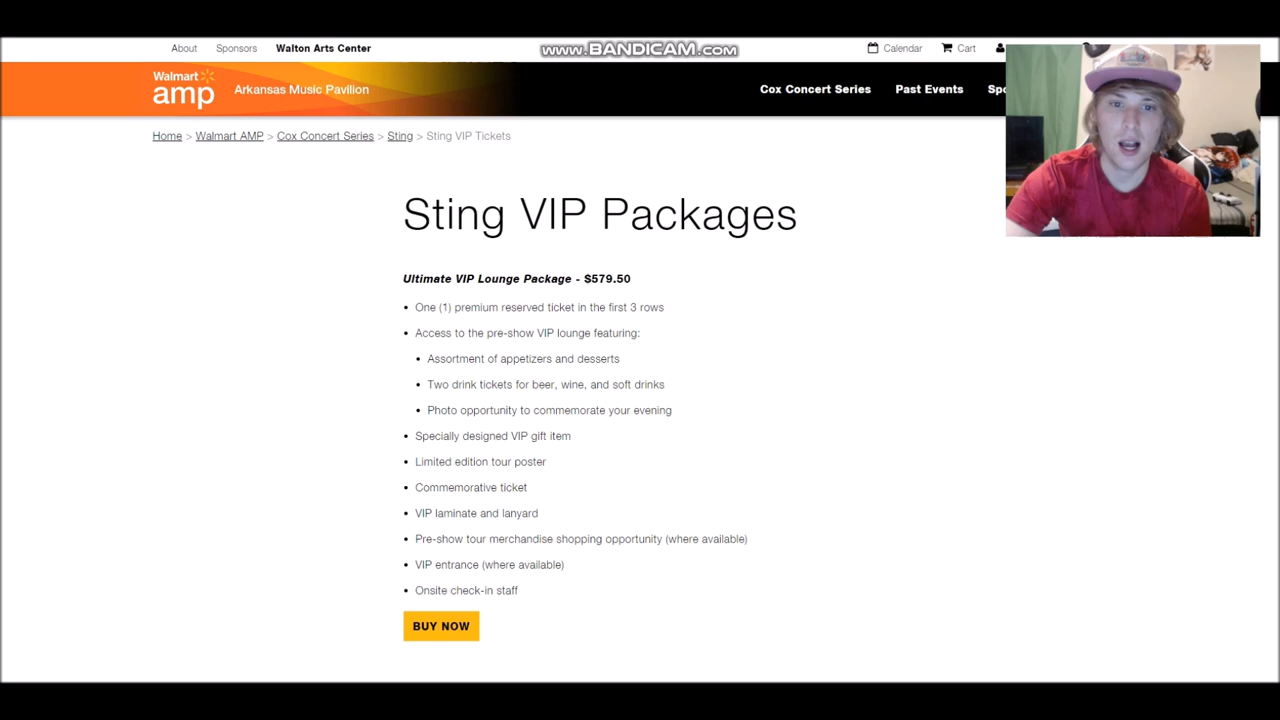 www.BANDICAM.com
About Sponsors Walton Arts Center Calendar Cart
Walmart
amp Arkansas Music Pavilion Cox Concert Series Past Events
Home > Walmart AMP > Cox Concert Series > Sting > Sting VIP Tickets
Sting VIP Packages
Ultimate VIP Lounge Package - $579.50
• One (1) premium reserved ticket in the first 3 rows
• Access to the pre-show VIP lounge featuring:
• Assortment of appetizers and desserts
• Two drink tickets for beer, wine, and soft drinks
• Photo opportunity to commemorate your evening
• Specially designed VIP gift item
• Limited edition tour poster
• Commemorative ticket
• VIP laminate and lanyard
• Pre-show tour merchandise shopping opportunity (where available)
• VIP entrance (where available)
• Onsite check-in staff
BUY NOW